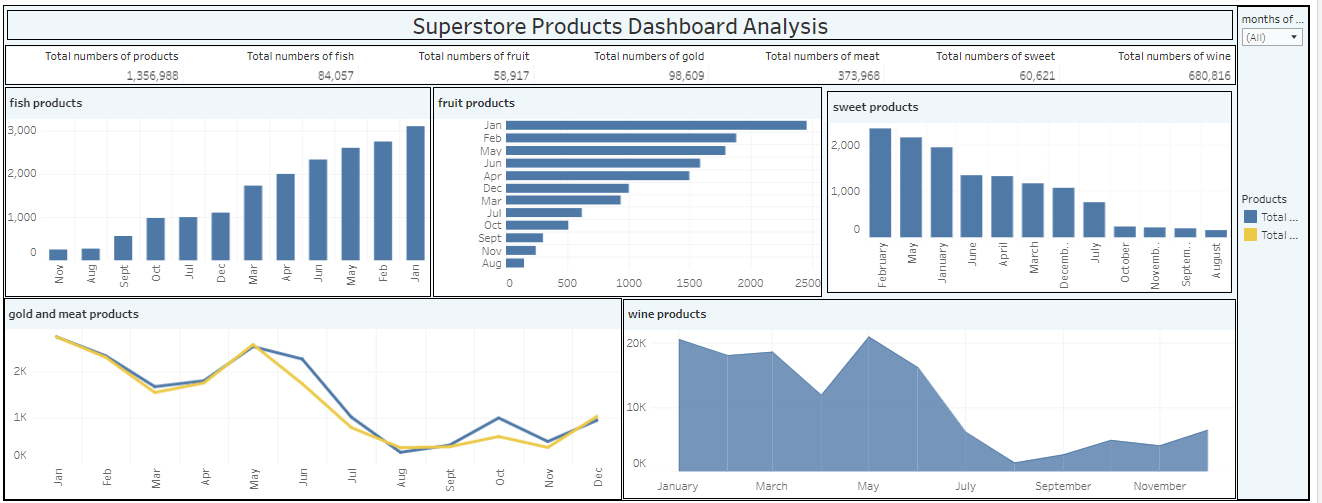 Superstore Products Dashboard Analysis
months of ...
(All)
Total numbers of products
Total numbers of fish
Total numbers of fruit
Total numbers of gold
Total numbers of meat
Total numbers of sweet
Total numbers of wine
1,356,988
84,057
58,917
98,609
373,968
60,621
680,816
fish products
3,000
2,000
1,000
0
Nov
Aug
Sept
Oct
Jul
Dec
Mar
Apr
Jun
May
Feb
Jan
fruit products
Jan
Feb
May
Jun
Apr
Dec
Mar
Jul
Oct
Sept
Nov
Aug
0
500
1000
1500
2000
2500
sweet products
2,000
1,000
0
February
May
January
June
April
March
Decemb..
July
October
Novemb..
Septem..
August
Products
Total ...
Total ...
gold and meat products
2K
1K
0K
Jan
Feb
Mar
Apr
May
Jun
Jul
Aug
Sept
Oct
Nov
Dec
wine products
20K
10K
0K
January
March
May
July
September
November